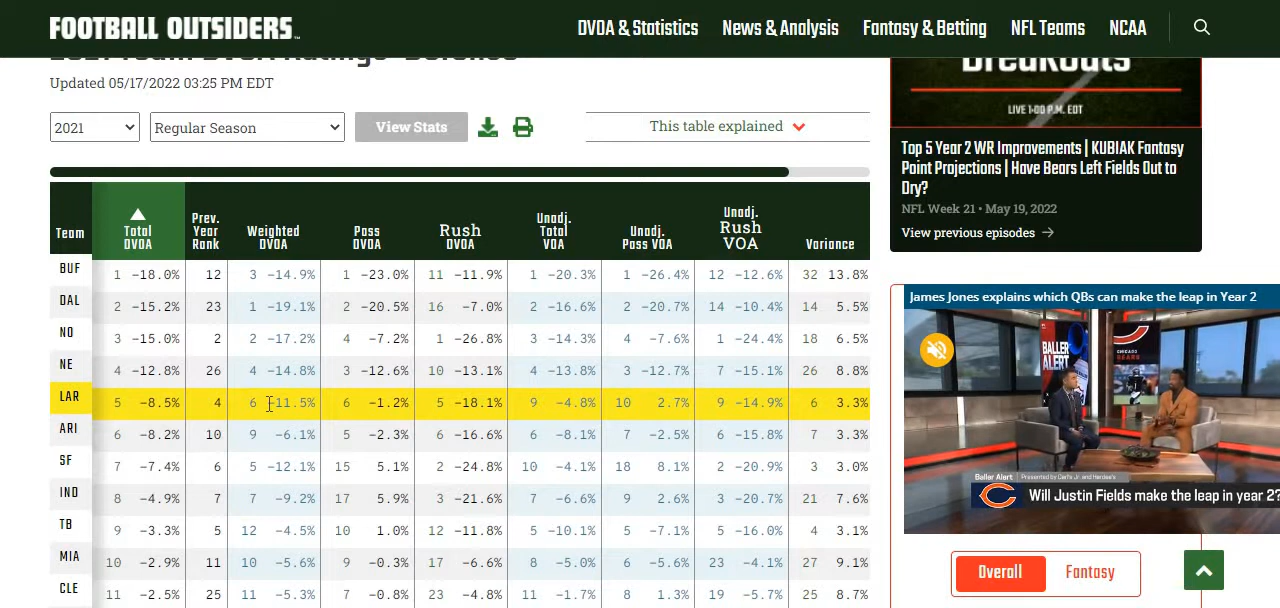 FOOTBALL OUTSIDERS
DVOA & Statistics News & Analysis Fantasy & Betting NFL Teams NCAA
2021 Team DVOA Ratings Defense
Updated 05/17/2022 03:25 PM EDT
2021 Regular Season View Stats This table explained
Team Total DVOA Prev. Year Rank Weighted DVOA Pass DVOA Rush DVOA Unadj. Total VOA Unadj. Pass VOA Unadj. Rush VOA Variance
BUF 1 -18.0% 12 3 -14.9% 1 -23.0% 11 -11.9% 1 -20.3% 1 -26.4% 12 -12.6% 32 13.8%
DAL 2 -15.2% 23 1 -19.1% 2 -20.5% 16 -7.0% 2 -16.6% 2 -20.7% 14 -10.4% 14 5.5%
NO 3 -15.0% 2 2 -17.2% 4 -7.2% 1 -26.8% 3 -14.3% 4 -7.6% 1 -24.4% 18 6.5%
NE 4 -12.8% 26 4 -14.8% 3 -12.6% 10 -13.1% 4 -13.8% 3 -12.7% 7 -15.1% 26 8.8%
LAR 5 -8.5% 4 6 -11.5% 6 -1.2% 5 -18.1% 9 -4.8% 10 2.7% 9 -14.9% 6 3.3%
ARI 6 -8.2% 10 9 -6.1% 5 -2.3% 6 -16.6% 6 -8.1% 7 -2.5% 6 -15.8% 7 3.3%
SF 7 -7.4% 6 5 -12.1% 15 5.1% 2 -24.8% 10 -4.1% 18 8.1% 2 -20.9% 3 3.0%
IND 8 -4.9% 7 7 -9.2% 17 5.9% 3 -21.6% 7 -6.6% 9 2.6% 3 -20.7% 21 7.6%
TB 9 -3.3% 5 12 -4.5% 10 1.0% 12 -11.8% 5 -10.1% 5 -7.1% 5 -16.0% 4 3.1%
MIA 10 -2.9% 11 10 -5.6% 9 -0.3% 17 -6.6% 8 -5.0% 6 -5.6% 23 -4.1% 27 9.1%
CLE 11 -2.5% 25 11 -5.3% 7 -0.8% 23 -4.8% 11 -1.7% 8 1.3% 19 -5.7% 25 8.7%
Breakouts
LIVE 1:00 P.M. EDT
Top 5 Year 2 WR Improvements | KUBIAK Fantasy
Point Projections | Have Bears Left Fields Out to
Dry?
NFL Week 21 • May 19, 2022
View previous episodes
James Jones explains which QBs can make the leap in Year 2
BALLER
ALERT
CHICAGO
BEARS
Baller Alert | Presented by Carl's Jr. and Hardee's
Will Justin Fields make the leap in year 2?
Overall Fantasy